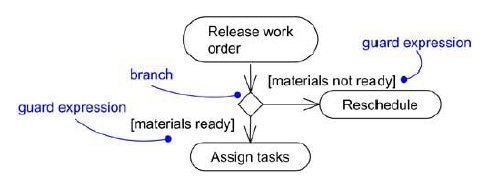 Release work
order
guard expression
branch
[materials not ready]
guard expression
Reschedule
[materials ready]
Assign tasks